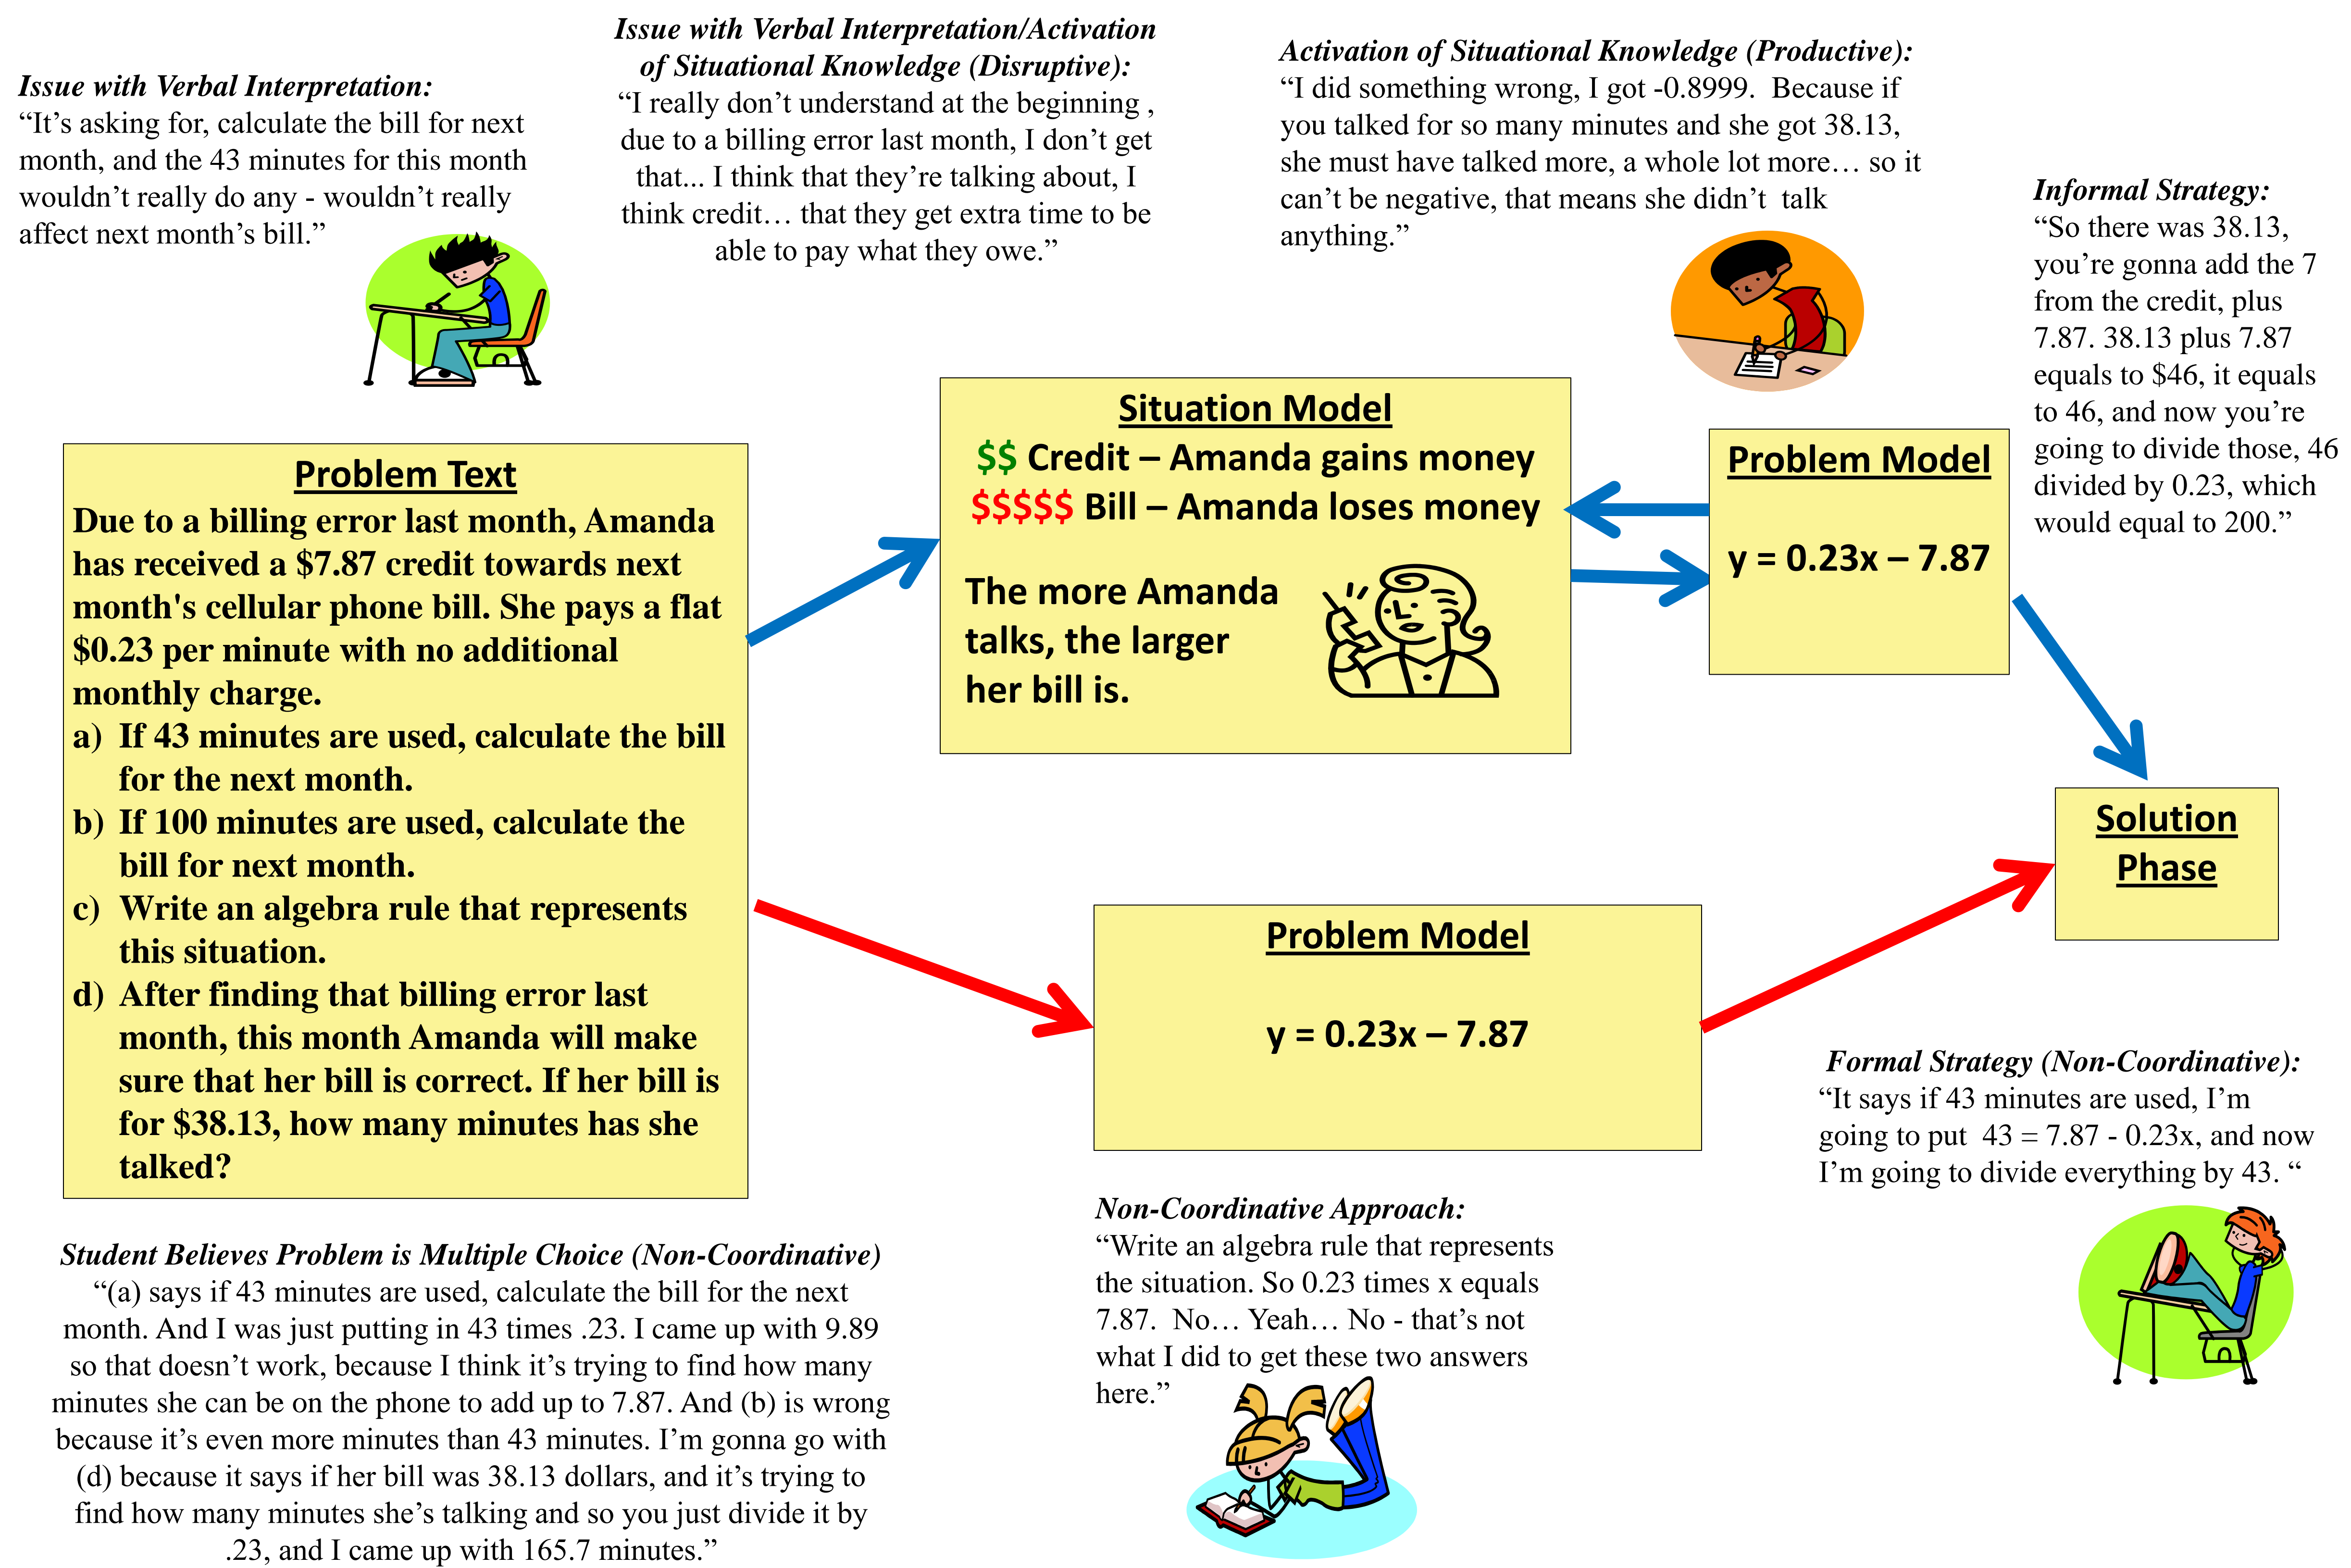 Issue with Verbal Interpretation:
“It’s asking for, calculate the bill for next
month, and the 43 minutes for this month
wouldn’t really do any - wouldn’t really
affect next month’s bill.”
Issue with Verbal Interpretation/Activation
of Situational Knowledge (Disruptive):
“I really don’t understand at the beginning ,
due to a billing error last month, I don’t get
that... I think that they’re talking about, I
think credit… that they get extra time to be
able to pay what they owe.”
Activation of Situational Knowledge (Productive):
“I did something wrong, I got -0.8999.  Because if
you talked for so many minutes and she got 38.13,
she must have talked more, a whole lot more… so it
can’t be negative, that means she didn’t  talk
anything.”
Informal Strategy:
“So there was 38.13,
you’re gonna add the 7
from the credit, plus
7.87. 38.13 plus 7.87
equals to $46, it equals
to 46, and now you’re
going to divide those, 46
divided by 0.23, which
would equal to 200.”
Problem Text
Due to a billing error last month, Amanda
has received a $7.87 credit towards next
month's cellular phone bill. She pays a flat
$0.23 per minute with no additional
monthly charge.
a) If 43 minutes are used, calculate the bill
for the next month.
b) If 100 minutes are used, calculate the
bill for next month.
c) Write an algebra rule that represents
this situation.
d) After finding that billing error last
month, this month Amanda will make
sure that her bill is correct. If her bill is
for $38.13, how many minutes has she
talked?
Situation Model
$$ Credit – Amanda gains money
$$$$$ Bill – Amanda loses money
The more Amanda
talks, the larger
her bill is.
Problem Model
y = 0.23x – 7.87
Solution
Phase
Problem Model
y = 0.23x – 7.87
Formal Strategy (Non-Coordinative):
“It says if 43 minutes are used, I’m
going to put  43 = 7.87 - 0.23x, and now
I’m going to divide everything by 43. “
Non-Coordinative Approach:
“Write an algebra rule that represents
the situation. So 0.23 times x equals
7.87.  No… Yeah… No - that’s not
what I did to get these two answers
here.”
Student Believes Problem is Multiple Choice (Non-Coordinative)
“(a) says if 43 minutes are used, calculate the bill for the next
month. And I was just putting in 43 times .23. I came up with 9.89
so that doesn’t work, because I think it’s trying to find how many
minutes she can be on the phone to add up to 7.87. And (b) is wrong
because it’s even more minutes than 43 minutes. I’m gonna go with
(d) because it says if her bill was 38.13 dollars, and it’s trying to
find how many minutes she’s talking and so you just divide it by
.23, and I came up with 165.7 minutes.”